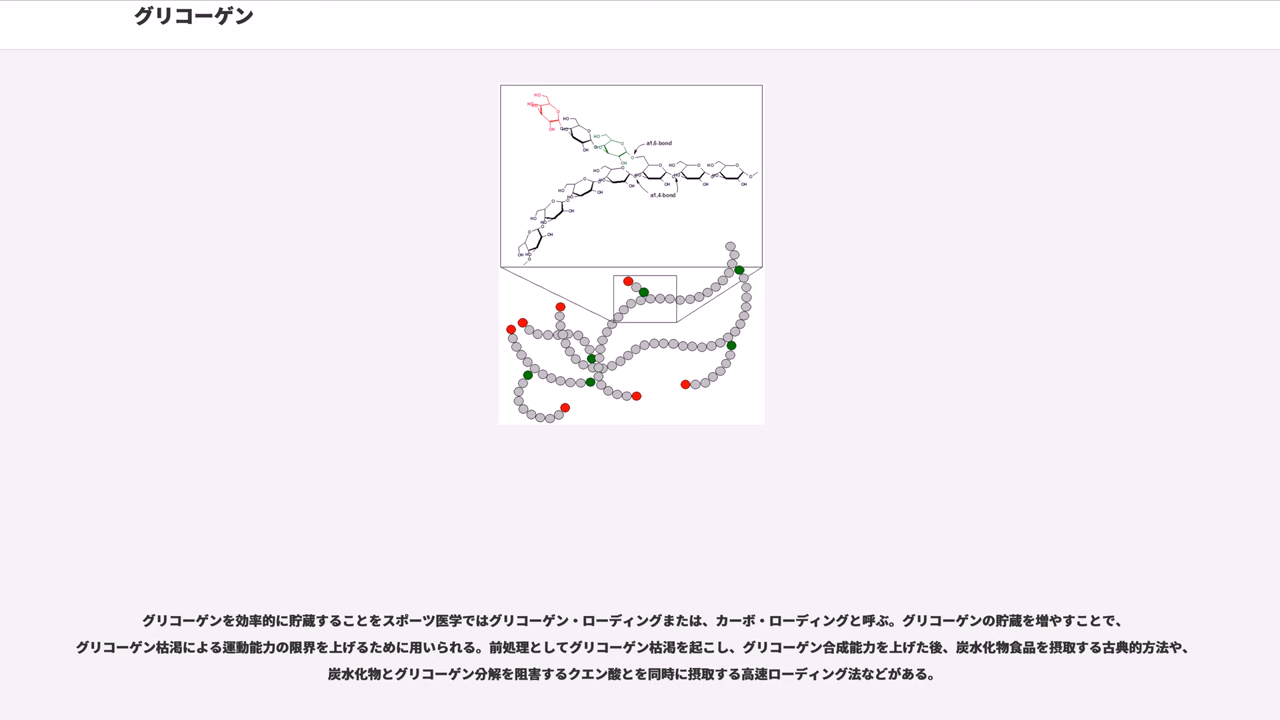 グリコーゲン
α1,6-bond
α1,4-bond
グリコーゲンを効率的に貯蔵することをスポーツ医学ではグリコーゲン・ローディングまたは、カーボ・ローディングと呼ぶ。グリコーゲンの貯蔵を増やすことで、
グリコーゲン枯渇による運動能力の限界を上げるために用いられる。前処理としてグリコーゲン枯渇を起こし、グリコーゲン合成能力を上げた後、炭水化物食品を摂取する古典的方法や、
炭水化物とグリコーゲン分解を阻害するクエン酸とを同時に摂取する高速ローディング法などがある。